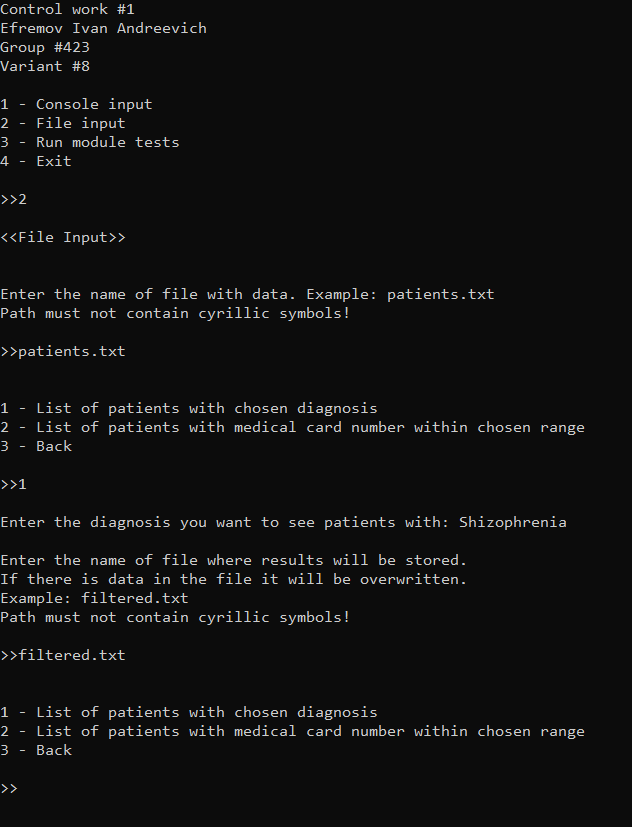 Control work #1
Efremov Ivan Andreevich
Group #423
Variant #8
1 - Console input
2 - File input
3 - Run module tests
4 - Exit
>>2
<<File Input>>
Enter the name of file with data. Example: patients.txt
Path must not contain cyrillic symbols!
>>patients.txt
1 - List of patients with chosen diagnosis
2 - List of patients with medical card number within chosen range
3 - Back
>>1
Enter the diagnosis you want to see patients with: Shizophrenia
Enter the name of file where results will be stored.
If there is data in the file it will be overwritten.
Example: filtered.txt
Path must not contain cyrillic symbols!
>>filtered.txt
1 - List of patients with chosen diagnosis
2 - List of patients with medical card number within chosen range
3 - Back
>>